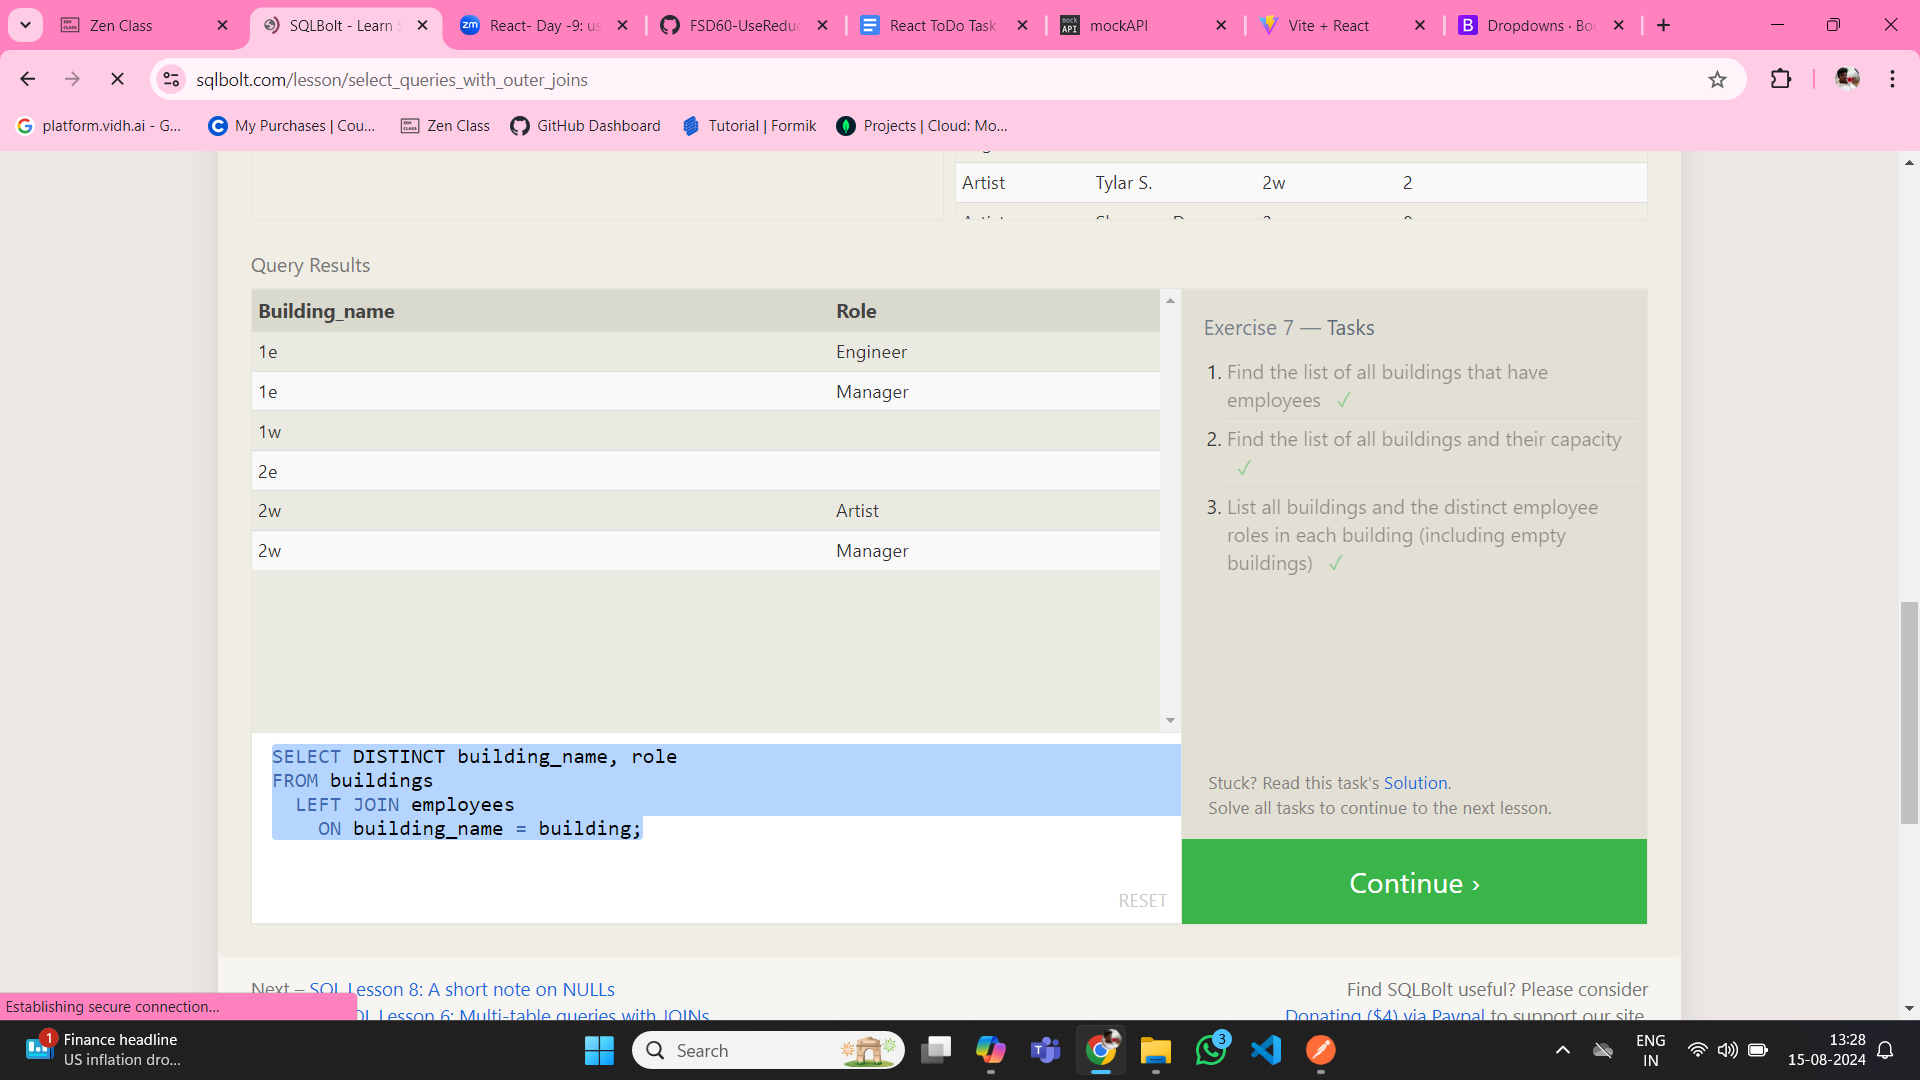 Zen Class
SQLBolt - Learn S
React- Day -9: us
FSD60-UseReduc
React ToDo Task
mockAPI
Vite + React
Dropdowns · Boo
sqlbolt.com/lesson/select_queries_with_outer_joins
platform.vidh.ai - G...
My Purchases | Cou...
Zen Class
GitHub Dashboard
Tutorial | Formik
Projects | Cloud: Mo...
Artist Tylar S. 2w 2
Query Results
Building_name Role
1e Engineer
1e Manager
1w
2e
2w Artist
2w Manager
Exercise 7 — Tasks
1. Find the list of all buildings that have
employees ✓
2. Find the list of all buildings and their capacity
✓
3. List all buildings and the distinct employee
roles in each building (including empty
buildings) ✓
SELECT DISTINCT building_name, role
FROM buildings
LEFT JOIN employees
ON building_name = building;
RESET
Stuck? Read this task's Solution.
Solve all tasks to continue to the next lesson.
Continue ›
Next – SQL Lesson 8: A short note on NULLs
QL Lesson 6: Multi-table queries with JOINs
Find SQLBolt useful? Please consider
Donating ($4) via Paypal to support our site.
Establishing secure connection...
1
Finance headline
US inflation dro...
Search
3
ENG
IN
13:28
15-08-2024